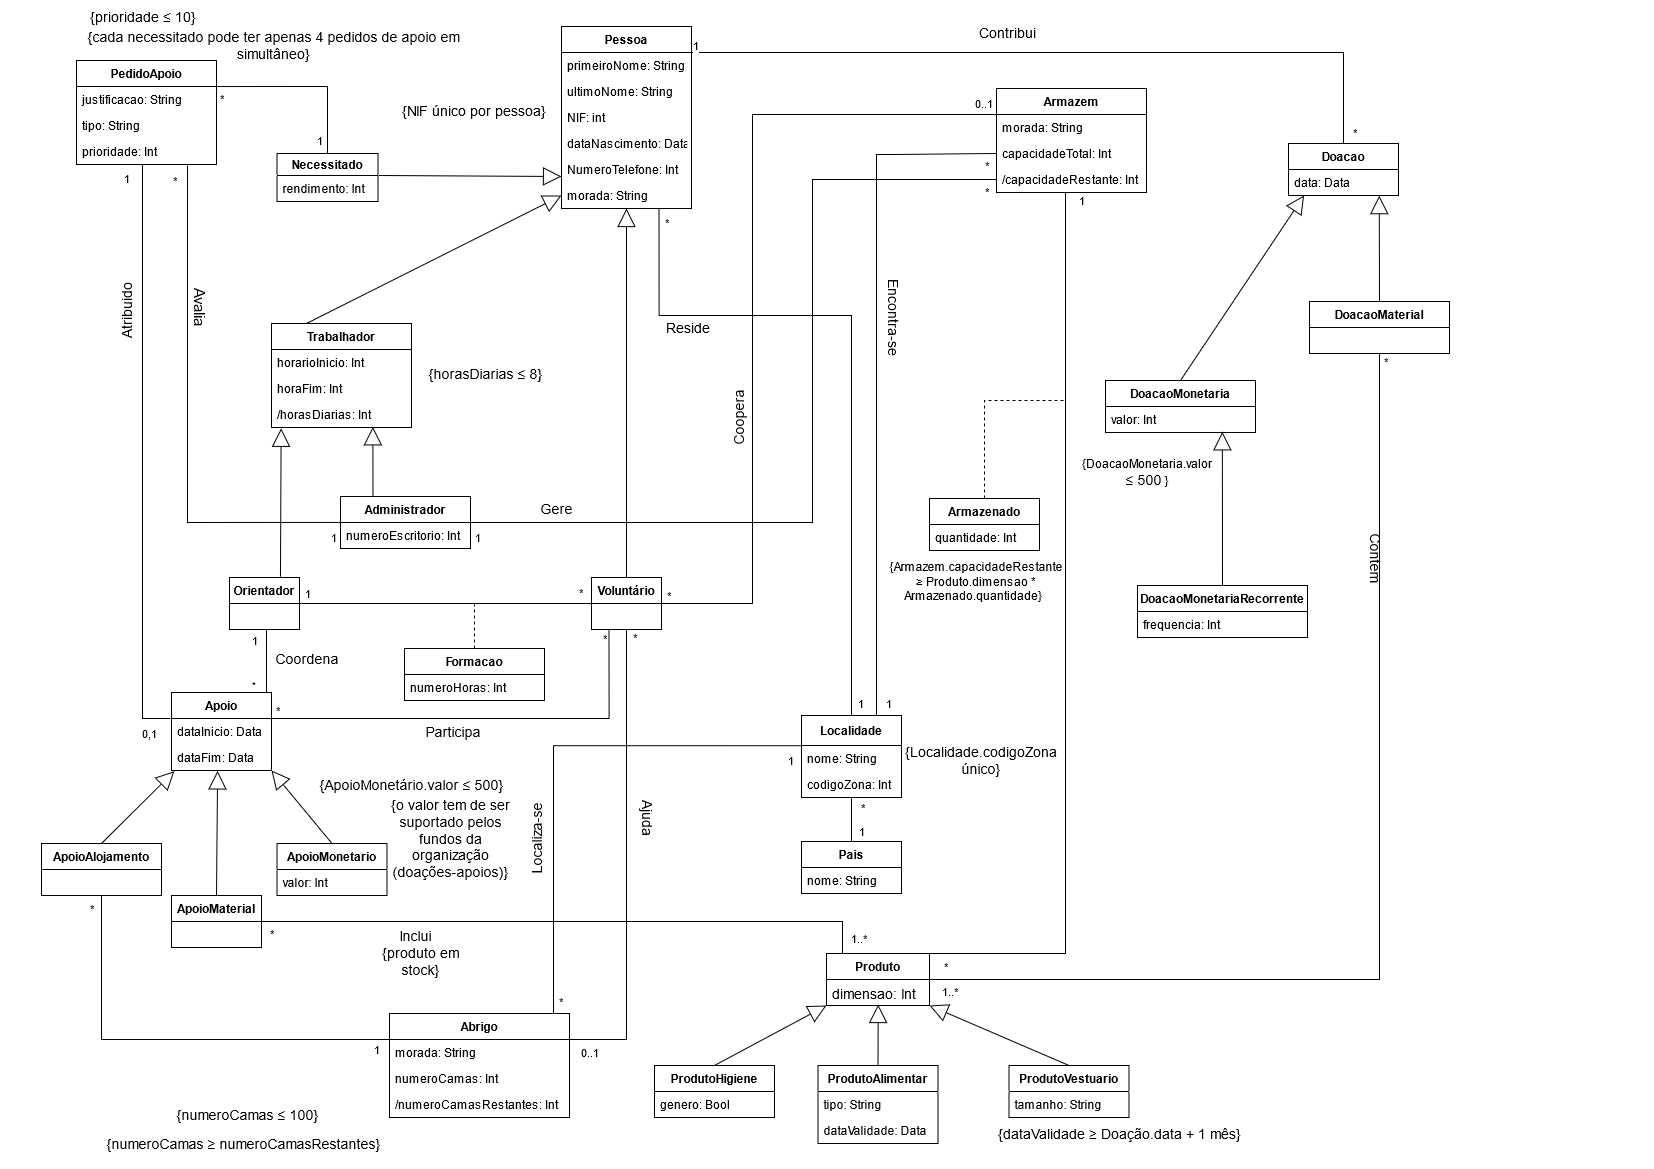 {prioridade ≤ 10}
{cada necessitado pode ter apenas 4 pedidos de apoio em
simultâneo}
PedidoApoio
justificacao: String
tipo: String
prioridade: Int
*
1
Necessitado
rendimento: Int
{NIF único por pessoa}
Pessoa
primeiroNome: String
ultimoNome: String
NIF: int
dataNascimento: Data
NumeroTelefone: Int
morada: String
1
Contribui
*
0..1
Armazem
morada: String
capacidadeTotal: Int
/capacidadeRestante: Int
*
*
1
Doacao
data: Data
1
*
Atribuido
Avalia
*
Reside
Encontra-se
Coopera
Trabalhador
horarioInicio: Int
horaFim: Int
/horasDiarias: Int
{horasDiarias ≤ 8}
DoacaoMaterial
*
DoacaoMonetaria
valor: Int
{DoacaoMonetaria.valor
≤ 500 }
Contem
Administrador
numeroEscritorio: Int
1
1
Gere
Armazenado
quantidade: Int
{Armazem.capacidadeRestante
≥ Produto.dimensao *
Armazenado.quantidade}
DoacaoMonetariaRecorrente
frequencia: Int
Orientador
1
*
Voluntário
*
1
Coordena
*
Formacao
numeroHoras: Int
*
*
Apoio
dataInicio: Data
dataFim: Data
*
0,1
Participa
1
1
Localidade
nome: String
codigoZona: Int
1
{Localidade.codigoZona
único}
*
1
Pais
nome: String
{ApoioMonetário.valor ≤ 500}
{o valor tem de ser
suportado pelos
fundos da
organização
(doações-apoios)}
Localiza-se
Ajuda
ApoioAlojamento
*
ApoioMonetario
valor: Int
ApoioMaterial
*
Inclui
{produto em
stock}
1..*
Produto
dimensao: Int
*
1..*
*
Abrigo
morada: String
numeroCamas: Int
/numeroCamasRestantes: Int
1
0..1
{numeroCamas ≤ 100}
{numeroCamas ≥ numeroCamasRestantes}
ProdutoHigiene
genero: Bool
ProdutoAlimentar
tipo: String
dataValidade: Data
ProdutoVestuario
tamanho: String
{dataValidade ≥ Doação.data + 1 mês}